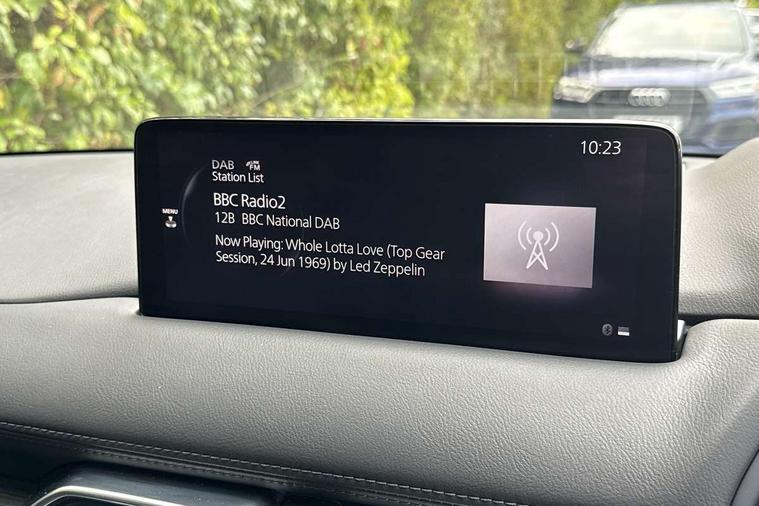 10:23
DAB FM
Station List
BBC Radio2
MENU
12B BBC National DAB
Now Playing: Whole Lotta Love (Top Gear
Session, 24 Jun 1969) by Led Zeppelin